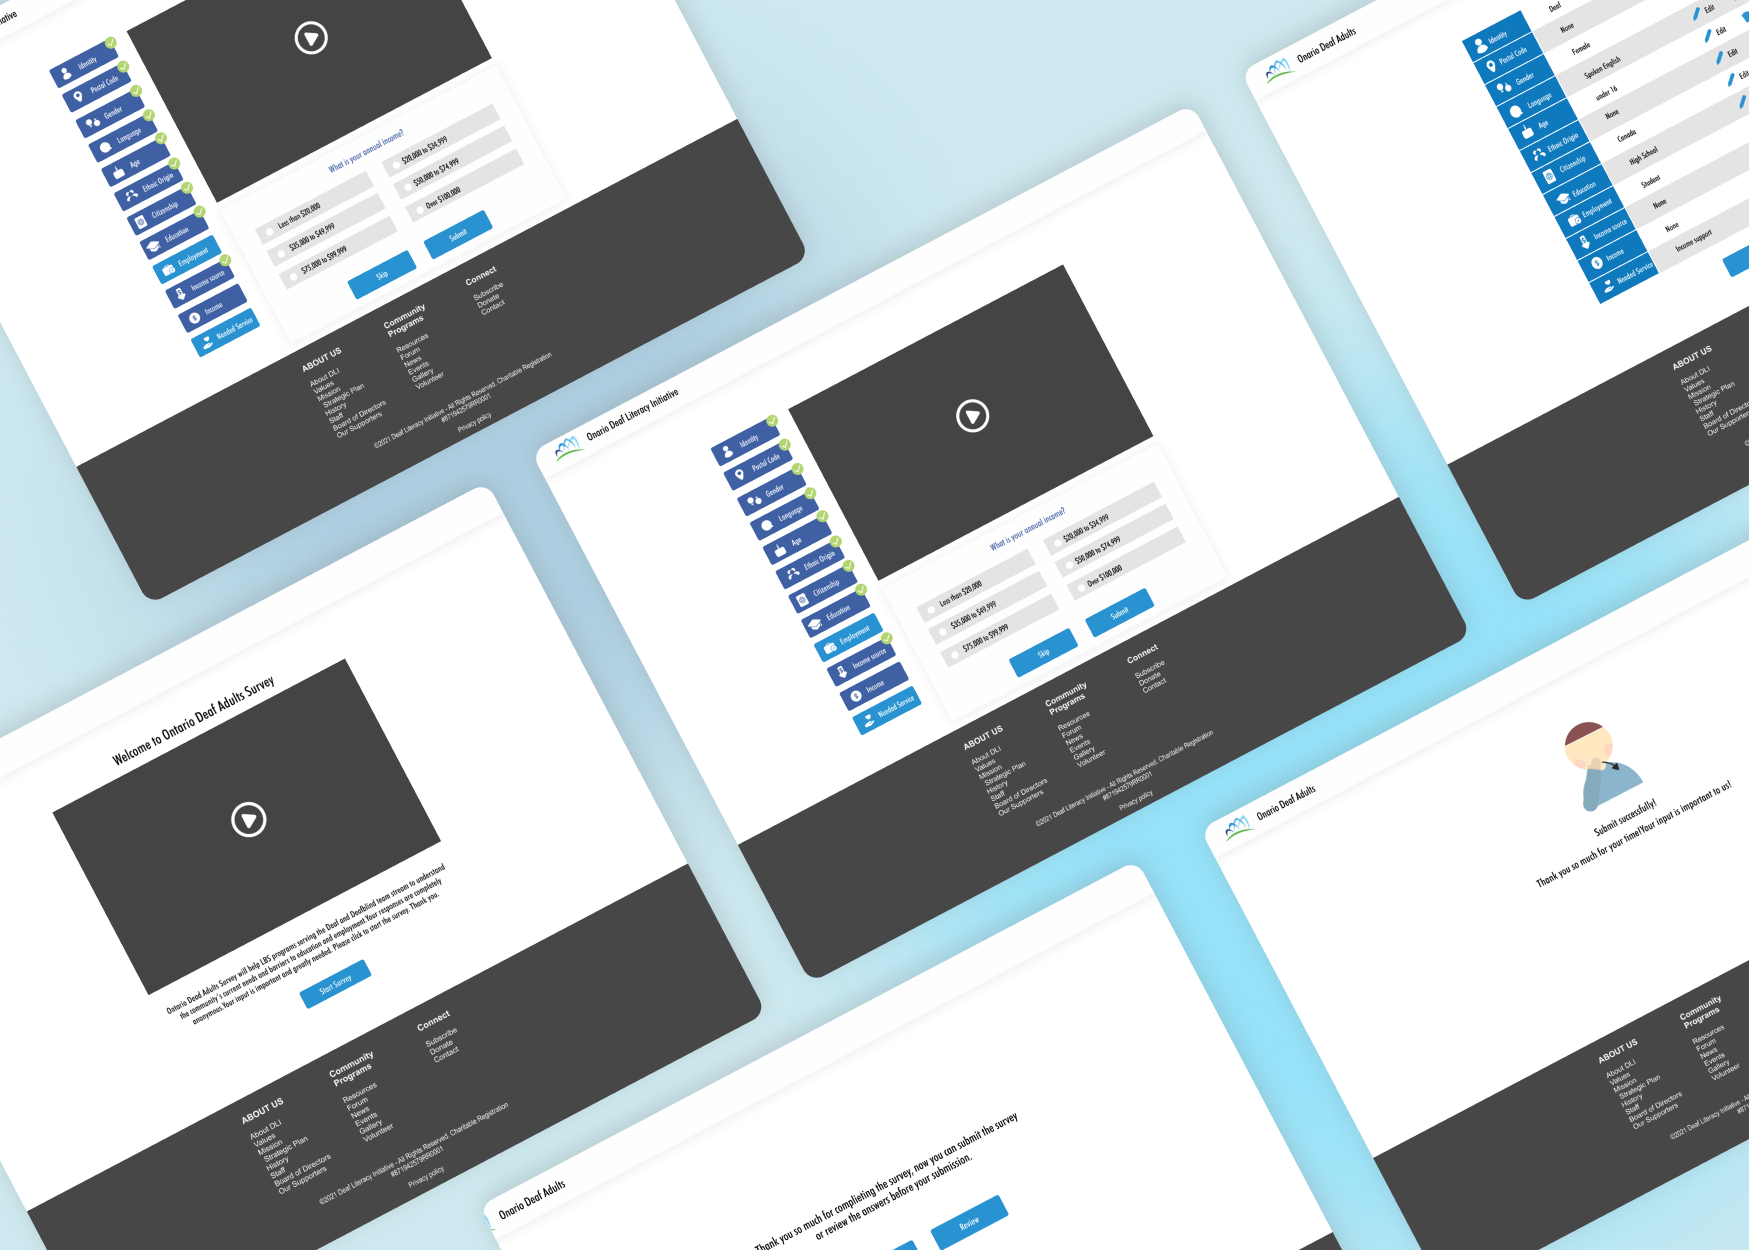 iative
Identity
Postal Code
Gender
Language
Age
Ethnic Origin
Citizenship
Education
Employment
Income source
Income
Needed Service
What is your annual income?
Less than $20,000
$20,000 to $34,999
$35,000 to $49,999
$50,000 to $74,999
$75,000 to $99,999
Over $100,000
Skip
Submit
ABOUT US
About DLI
Values
Mission
Strategic Plan
History
Staff
Board of Directors
Our Supporters
Community
Programs
Resources
Forum
News
Events
Gallery
Volunteer
Connect
Subscribe
Donate
Contact
©2021 Deaf Literacy Initiative - All Rights Reserved. Charitable Registration
#871942579RR0001
Privacy policy
Onario Deaf Literacy Initiative
Identity
Postal Code
Gender
Language
Age
Ethnic Origin
Citizenship
Education
Employment
Income source
Income
Needed Service
What is your annual income?
Less than $20,000
$20,000 to $34,999
$35,000 to $49,999
$50,000 to $74,999
$75,000 to $99,999
Over $100,000
Skip
Submit
ABOUT US
About DLI
Values
Mission
Strategic Plan
History
Staff
Board of Directors
Our Supporters
Community
Programs
Resources
Forum
News
Events
Gallery
Volunteer
Connect
Subscribe
Donate
Contact
©2021 Deaf Literacy Initiative - All Rights Reserved. Charitable Registration
#871942579RR0001
Privacy policy
Onario Deaf Adults
Identity
Postal Code
Gender
Language
Age
Ethnic Origin
Citizenship
Education
Employment
Income source
Income
Needed Service
Deaf
None
Female
Spoken English
under 16
None
Canada
High School
Student
None
None
Income support
Edit
Edit
Edit
Edit
ABOUT US
About DLI
Values
Mission
Strategic Plan
History
Staff
Board of Directo
Our Supporters
Welcome to Ontario Deaf Adults Survey
Ontario Dead Adults Survey will help LBS programs serving the Deaf and Deafblind team stream to understand
the community's current needs and barriers to education and employment.Your responses are completely
anonymous.Your input is important and greatly needed. Please click to start the survey. Thank you.
Start Survey
ABOUT US
About DLI
Values
Mission
Strategic Plan
History
Staff
Board of Directors
Our Supporters
Community
Programs
Resources
Forum
News
Events
Gallery
Volunteer
Connect
Subscribe
Donate
Contact
©2021 Deaf Literacy Initiative - All Rights Reserved. Charitable Registration
#871942579RR0001
Privacy policy
Onario Deaf Adults
Thank you so much for completing the survey, now you can submit the survey
or review the answers before your submission.
Review
Onario Deaf Adults
Submit successfully!
Thank you so much for your time!Your input is important to us!
ABOUT US
About DLI
Values
Mission
Strategic Plan
History
Staff
Board of Directors
Our Supporters
Community
Programs
Resources
Forum
News
Events
Gallery
Volunteer
©2021 Deaf Literacy Initiative - Al
#871